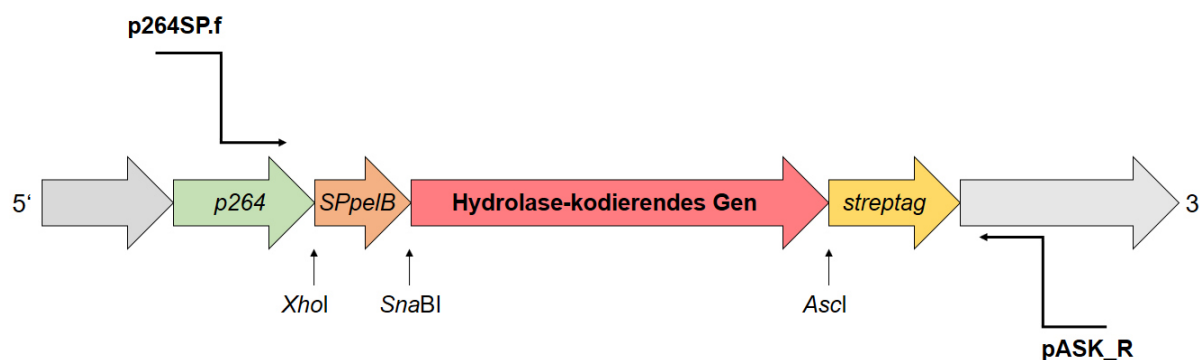 p264SP.f
5‘ p264 SPpelB Hydrolase-kodierendes Gen streptag 3
XhoI SnaBI AscI
pASK_R